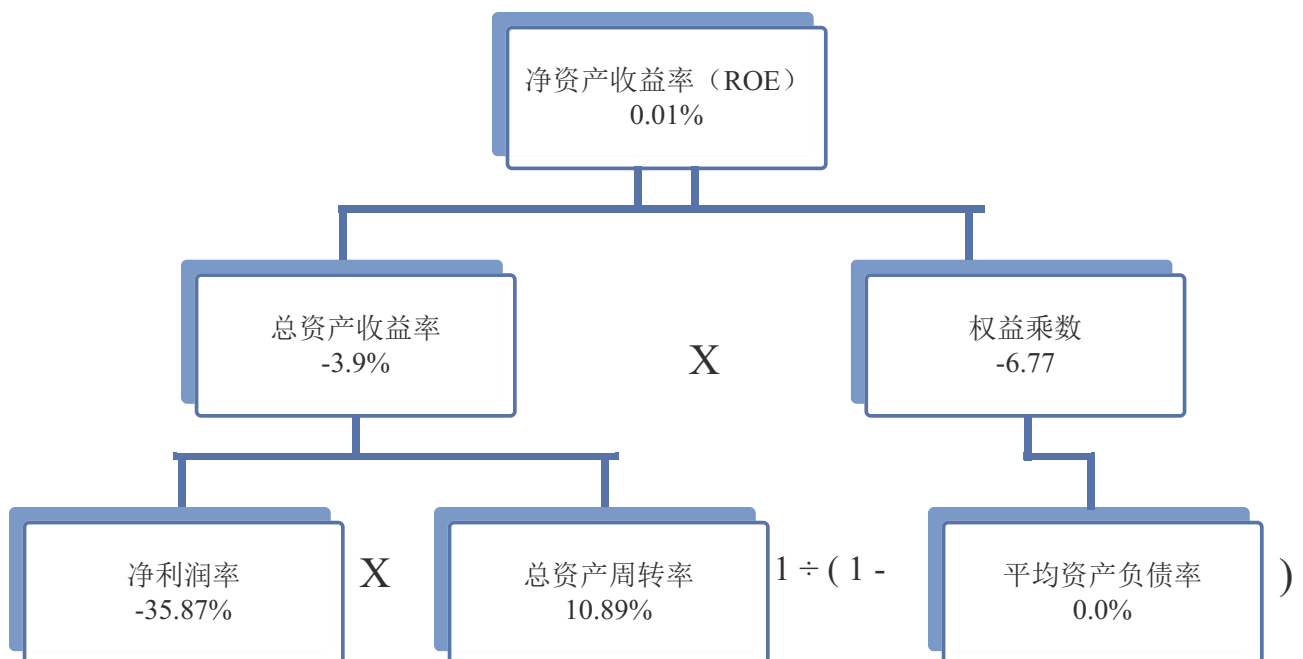 净资产收益率（ROE）
0.01%
总资产收益率
-3.9%
X
权益乘数
-6.77
净利润率
-35.87%
X
总资产周转率
10.89%
1 ÷ ( 1 -
平均资产负债率
0.0%
)